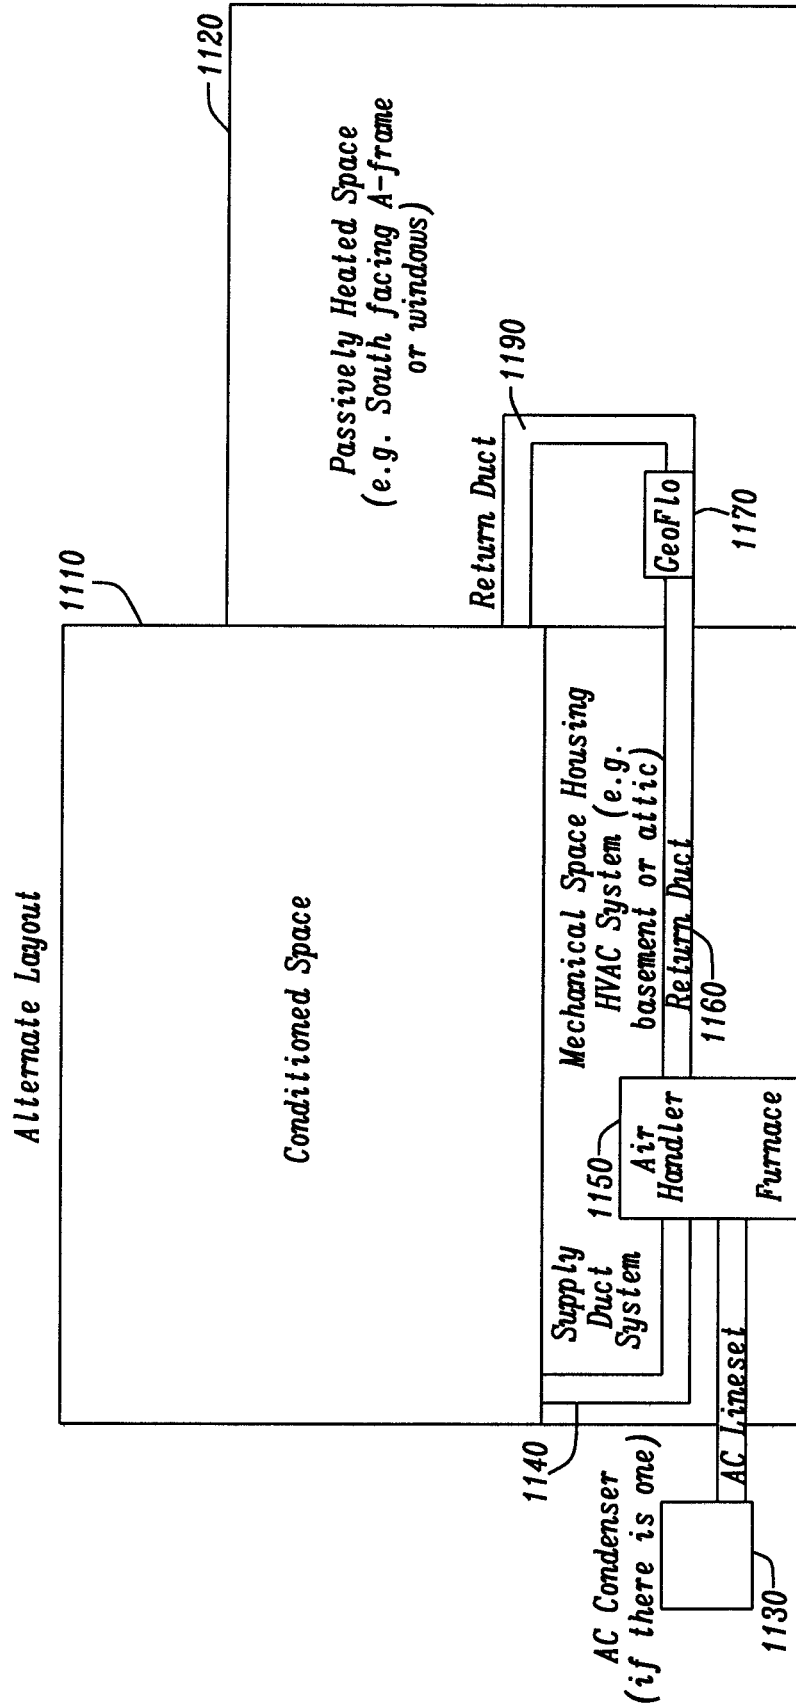 Alternate Layout
1110
1120
Conditioned Space
Passively Heated Space
(e.g. South facing A-frame
or windows)
Return Duct
1190
GeoFlo
1170
Mechanical Space Housing
HVAC System (e.g.
basement or attic)
Return Duct
1160
1150
Air
Handler
Furnace
Supply
Duct
System
1140
AC Lineset
AC Condenser
(if there is one)
1130